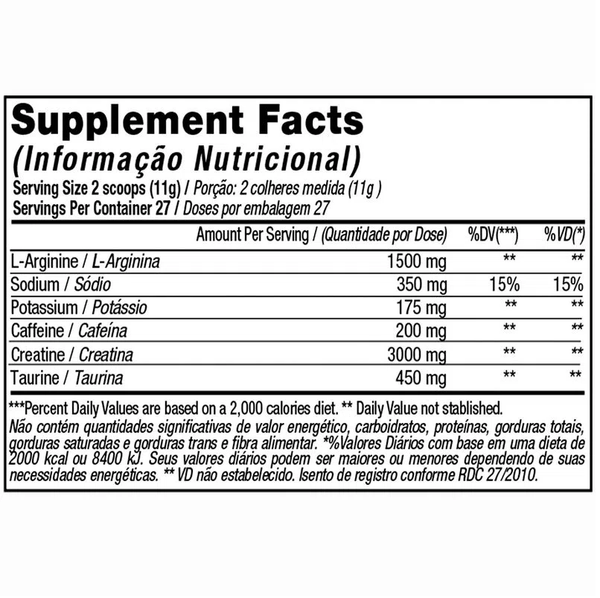 Supplement Facts
(Informação Nutricional)
Serving Size 2 scoops (11g) / Porção: 2 colheres medida (11g )
Servings Per Container 27 / Doses por embalagem 27
Amount Per Serving / (Quantidade por Dose) %DV(***) %VD(*)
L-Arginine / L-Arginina 1500 mg ** **
Sodium / Sódio 350 mg 15% 15%
Potassium / Potássio 175 mg ** **
Caffeine / Cafeína 200 mg ** **
Creatine / Creatina 3000 mg ** **
Taurine / Taurina 450 mg ** **
***Percent Daily Values are based on a 2,000 calories diet. ** Daily Value not stablished.
Não contém quantidades significativas de valor energético, carboidratos, proteínas, gorduras totais,
gorduras saturadas e gorduras trans e fibra alimentar. *%Valores Diários com base em uma dieta de
2000 kcal ou 8400 kJ. Seus valores diários podem ser maiores ou menores dependendo de suas
necessidades energéticas. ** VD não estabelecido. Isento de registro conforme RDC 27/2010.